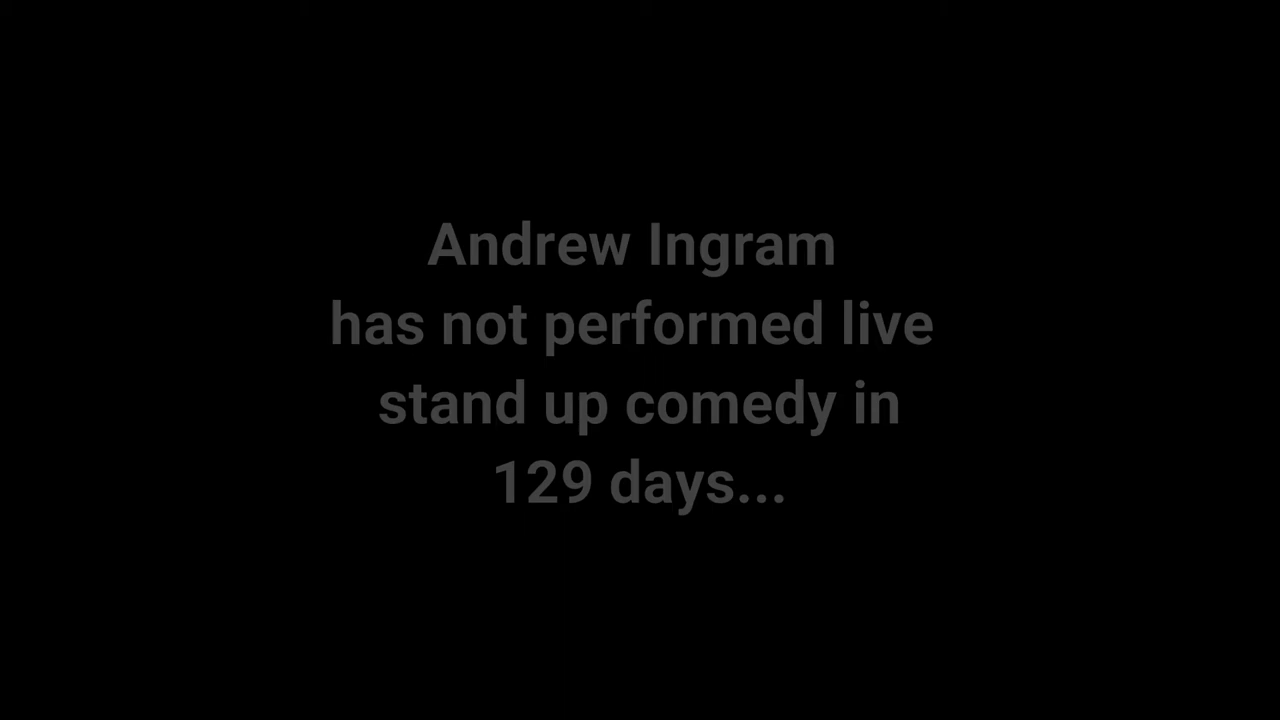 Andrew Ingram
has not performed live
stand up comedy in
129 days...